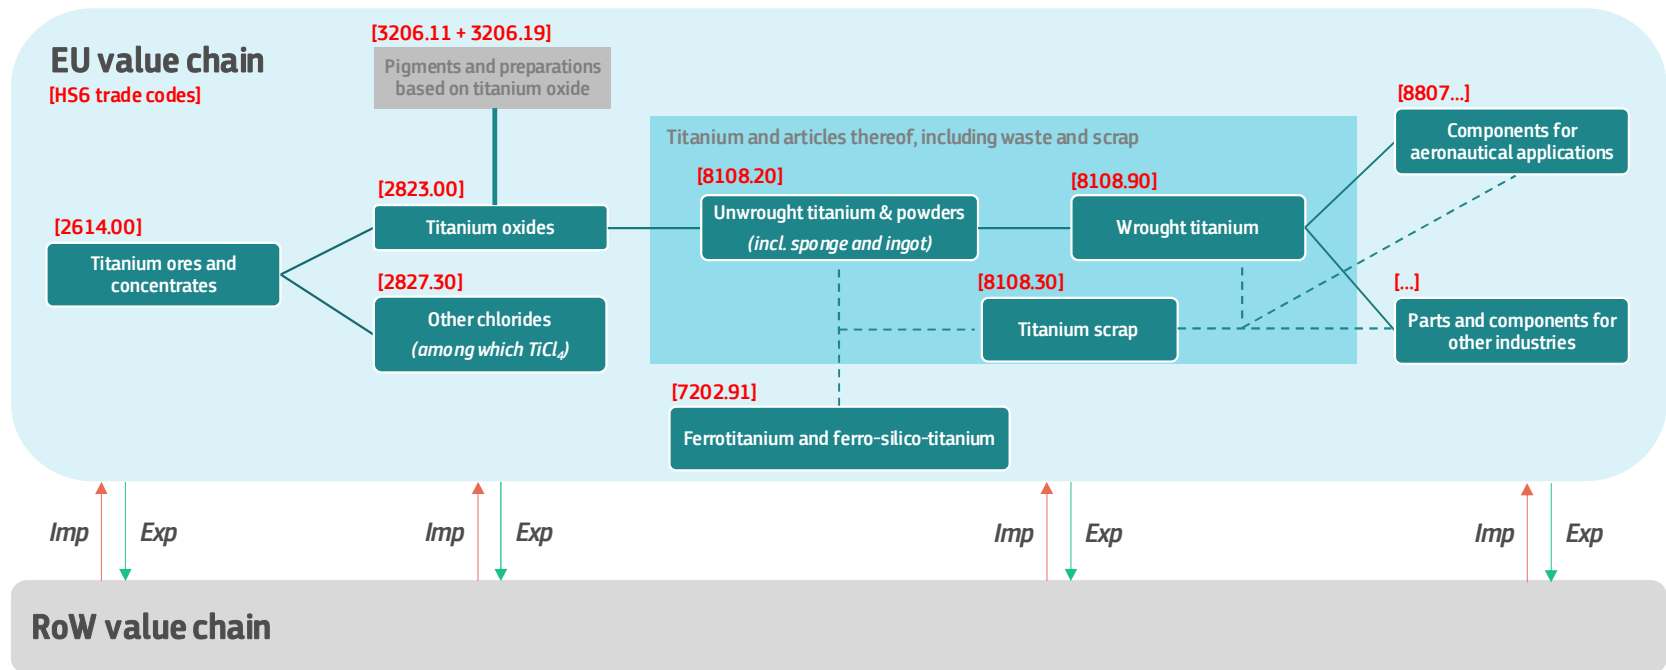 EU value chain
[HS6 trade codes]
[3206.11 + 3206.19]
Pigments and preparations
based on titanium oxide
[2614.00]
Titanium ores and
concentrates
[2823.00]
Titanium oxides
[2827.30]
Other chlorides
(among which TiCl₄)
Titanium and articles thereof, including waste and scrap
[8108.20]
Unwrought titanium & powders
(incl. sponge and ingot)
[8108.90]
Wrought titanium
[8108.30]
Titanium scrap
[7202.91]
Ferrotitanium and ferro-silico-titanium
[8807...]
Components for
aeronautical applications
[...]
Parts and components for
other industries
Imp
Exp
Imp
Exp
Imp
Exp
Imp
Exp
RoW value chain